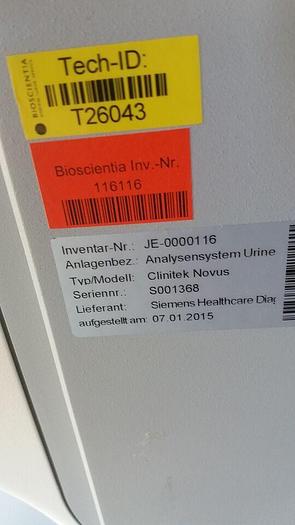 BIOSCIENTIA
Tech-ID:
T26043
Bioscientia Inv.-Nr.
116116
Inventar-Nr.: JE-0000116
Anlagenbez.: Analysensystem Urine
Typ/Modell: Clinitek Novus
Seriennr.: S001368
Lieferant: Siemens Healthcare Diag
aufgestellt am: 07.01.2015